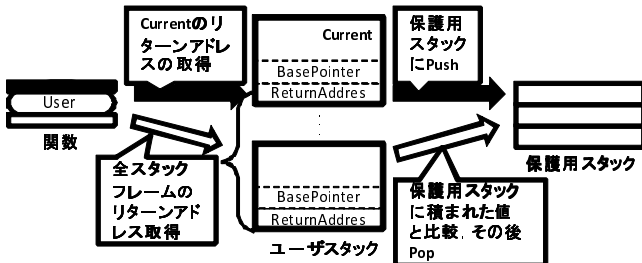 Currentのリ
ターンアドレ
スの取得
Current
BasePointer
ReturnAddres
保護用
スタック
にPush
User
関数
全スタック
フレームの
リターンアド
レス取得
BasePointer
ReturnAddres
ユーザスタック
保護用スタック
に積まれた値
と比較，その後
Pop
保護用スタック